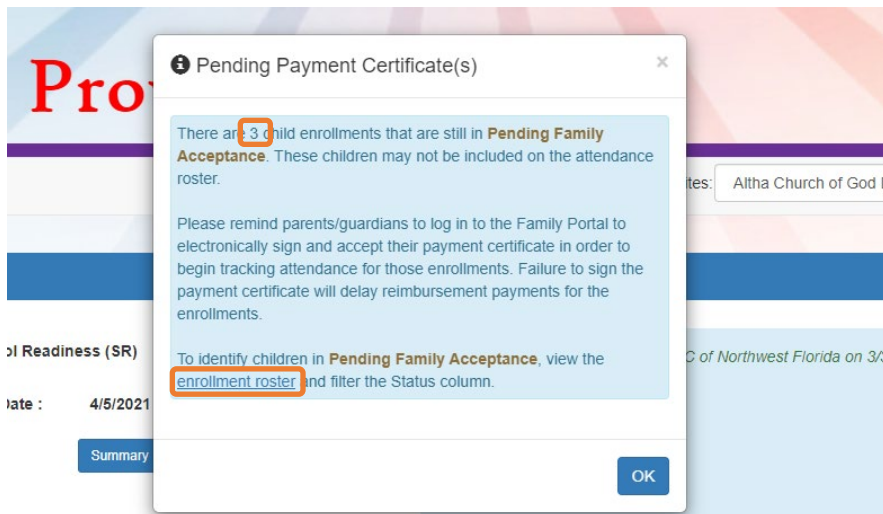 Pro
Pending Payment Certificate(s) ×
There are 3 child enrollments that are still in Pending Family
Acceptance. These children may not be included on the attendance
roster.
Please remind parents/guardians to log in to the Family Portal to
electronically sign and accept their payment certificate in order to
begin tracking attendance for those enrollments. Failure to sign the
payment certificate will delay reimbursement payments for the
enrollments.
To identify children in Pending Family Acceptance, view the
enrollment roster and filter the Status column.
OK
ites: Altha Church of God
ol Readiness (SR)
ate : 4/5/2021
Summary
C of Northwest Florida on 3/